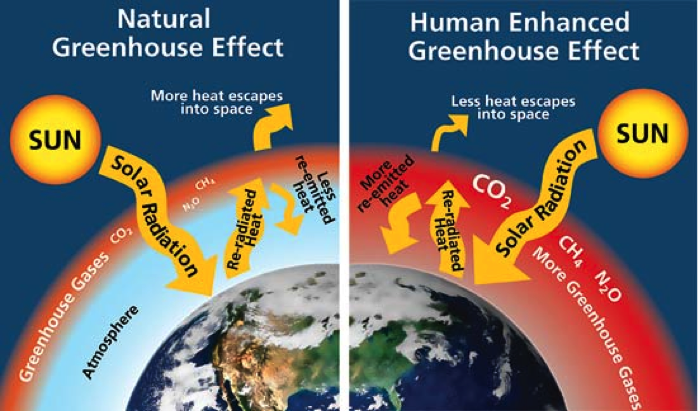 Natural
Greenhouse Effect
More heat escapes
into space
SUN
Solar Radiation
CH4
N2O
CO2
Less
re-emitted
heat
Re-radiated
Heat
Greenhouse Gases
Atmosphere
Human Enhanced
Greenhouse Effect
Less heat escapes
into space
SUN
More
re-emitted
heat
CO2
Solar Radiation
Re-radiated
Heat
CH4 N2O
More Greenhouse Gases